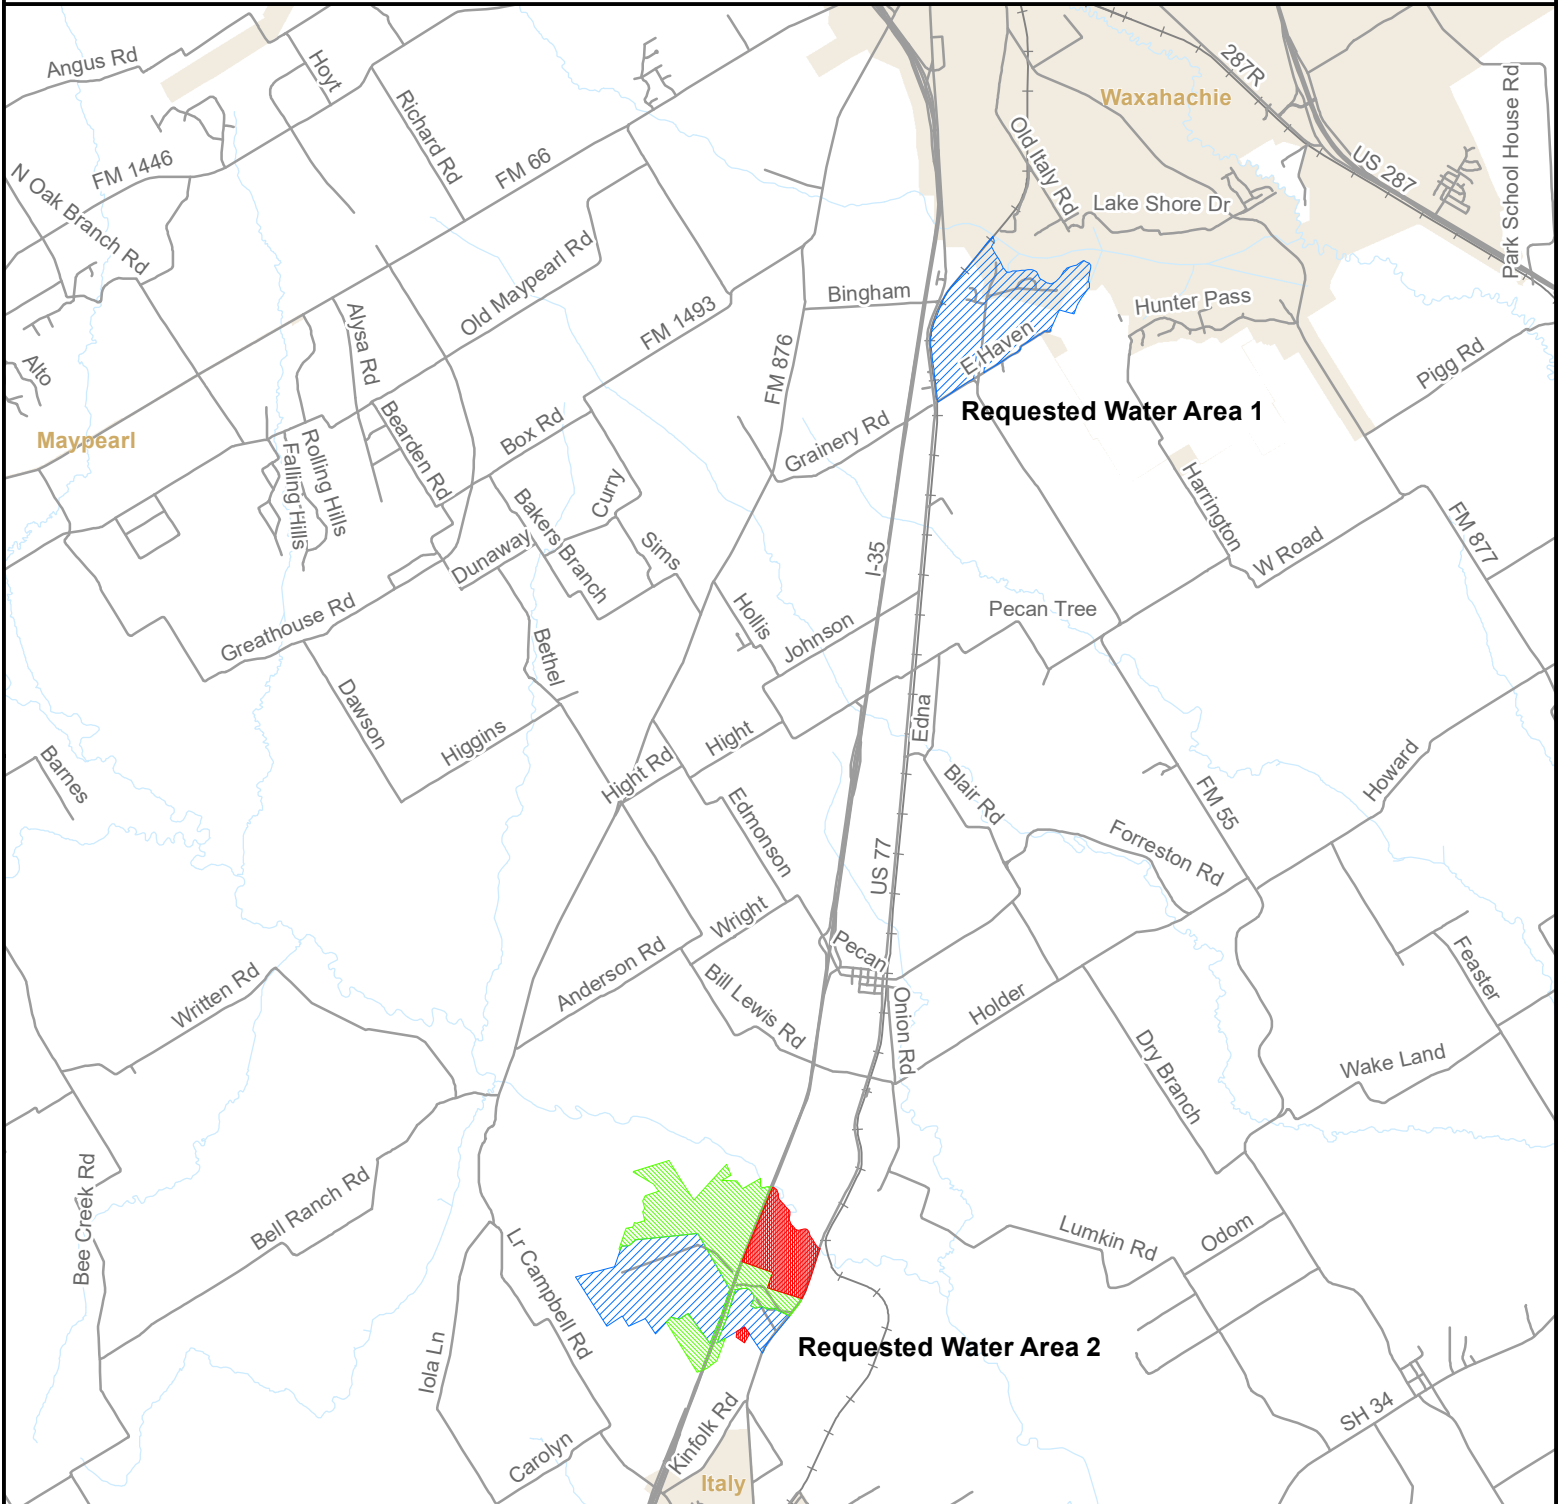 Angus Rd
Hoyt
287R
Park School House Rd
Waxahachie
Richard Rd
Old Italy Rd
FM 1446
FM 66
US 287
N Oak Branch Rd
Lake Shore Dr
Old Maypearl Rd
Bingham
Hunter Pass
Alysa Rd
FM 1493
E Haven
Alto
FM 876
Pigg Rd
Requested Water Area 1
Maypearl
Bearden Rd
Box Rd
Grainery Rd
Rolling Hills
Falling Hills
Curry
Harrington
Bakers Branch
FM 877
Dunaway
Sims
I-35
W Road
Greathouse Rd
Hollis
Pecan Tree
Johnson
Bethel
Dawson
Edna
Higgins
Hight
Barnes
Hight Rd
Howard
Edmonson
Blair Rd
FM 55
Forreston Rd
US 77
Wright
Pecan
Anderson Rd
Feaster
Written Rd
Bill Lewis Rd
Onion Rd
Holder
Dry Branch
Wake Land
Bee Creek Rd
Bell Ranch Rd
Lumkin Rd
Odom
Lr Campbell Rd
Requested Water Area 2
Iola Ln
SH 34
Kinfolk Rd
Carolyn
Italy